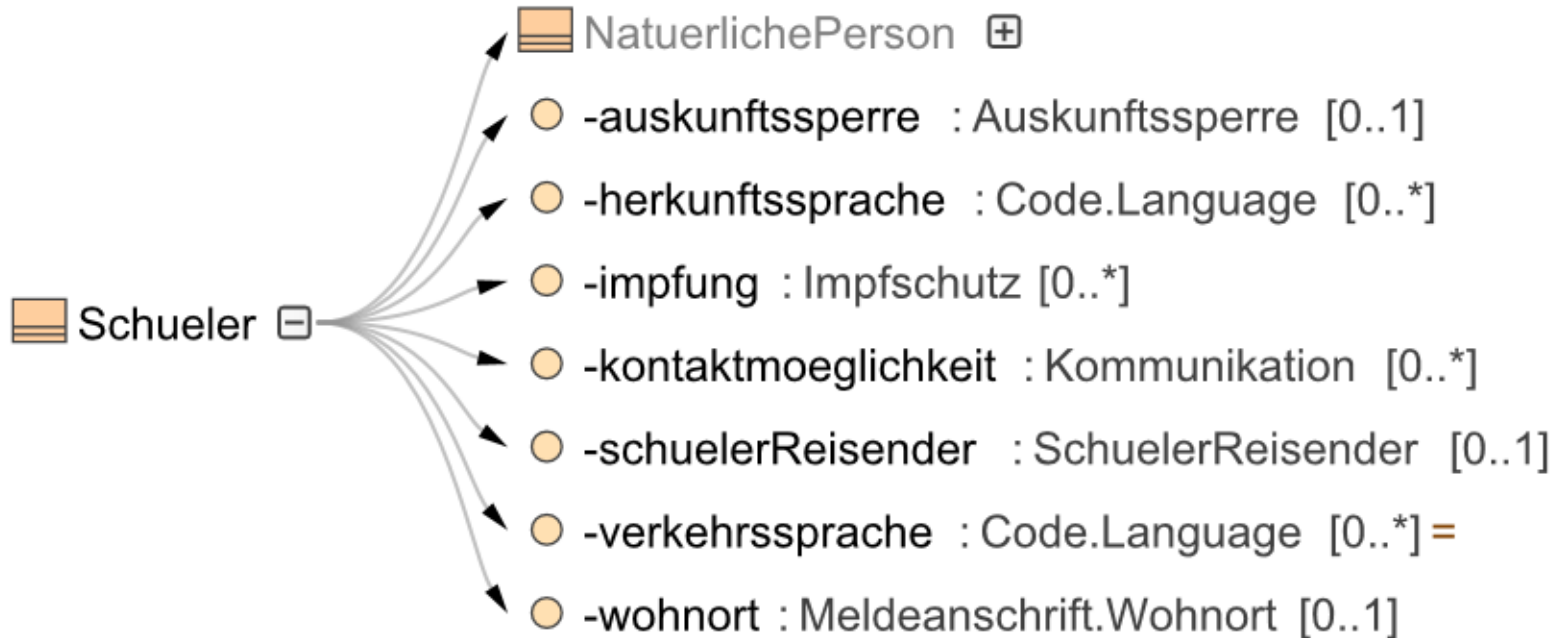 NatuerlichePerson
-auskunftssperre : Auskunftssperre [0..1]
-herkunftssprache : Code.Language [0..*]
-impfung : Impfschutz [0..*]
Schueler
-kontaktmoeglichkeit : Kommunikation [0..*]
-schuelerReisender : SchuelerReisender [0..1]
-verkehrssprache : Code.Language [0..*] =
-wohnort : Meldeanschrift.Wohnort [0..1]